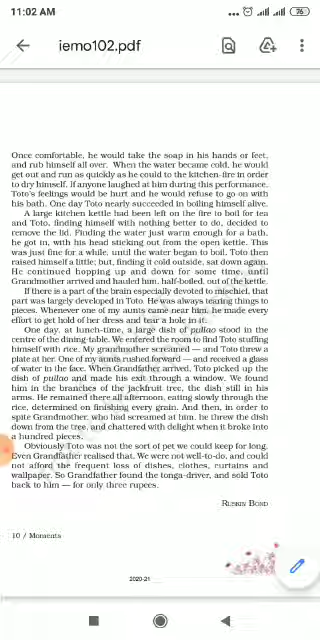 11:02 AM
76
iemo102.pdf
Once comfortable, he would take the soap in his hands or feet,
and rub himself all over. When the water became cold, he would
get out and run as quickly as he could to the kitchen-fire in order
to dry himself. If anyone laughed at him during this performance,
Toto's feelings would be hurt and he would refuse to go on with
his bath. One day Toto nearly succeeded in boiling himself alive.
A large kitchen kettle had been left on the fire to boil for tea
and Toto, finding himself with nothing better to do, decided to
remove the lid. Finding the water just warm enough for a bath,
he got in, with his head sticking out from the open kettle. This
was just fine for a while, until the water began to boil. Toto then
raised himself a little; but, finding it cold outside, sat down again.
He continued hopping up and down for some time, until
Grandmother arrived and hauled him, half-boiled, out of the kettle.
If there is a part of the brain especially devoted to mischief, that
part was largely developed in Toto. He was always tearing things to
pieces. Whenever one of my aunts came near him, he made every
effort to get hold of her dress and tear a hole in it.
One day, at lunch-time, a large dish of pullao stood in the
centre of the dining-table. We entered the room to find Toto stuffing
himself with rice. My grandmother screamed — and Toto threw a
plate at her. One of my aunts rushed forward — and received a glass
of water in the face. When Grandfather arrived, Toto picked up the
dish of pullao and made his exit through a window. We found
him in the branches of the jackfruit tree, the dish still in his
arms. He remained there all afternoon, eating slowly through the
rice, determined on finishing every grain. And then, in order to
spite Grandmother, who had screamed at him, he threw the dish
down from the tree, and chattered with delight when it broke into
a hundred pieces.
Obviously Toto was not the sort of pet we could keep for long.
Even Grandfather realised that. We were not well-to-do, and could
not afford the frequent loss of dishes, clothes, curtains and
wallpaper. So Grandfather found the tonga-driver, and sold Toto
back to him — for only three rupees.
RUSKIN BOND
10 / Moments
2020-21